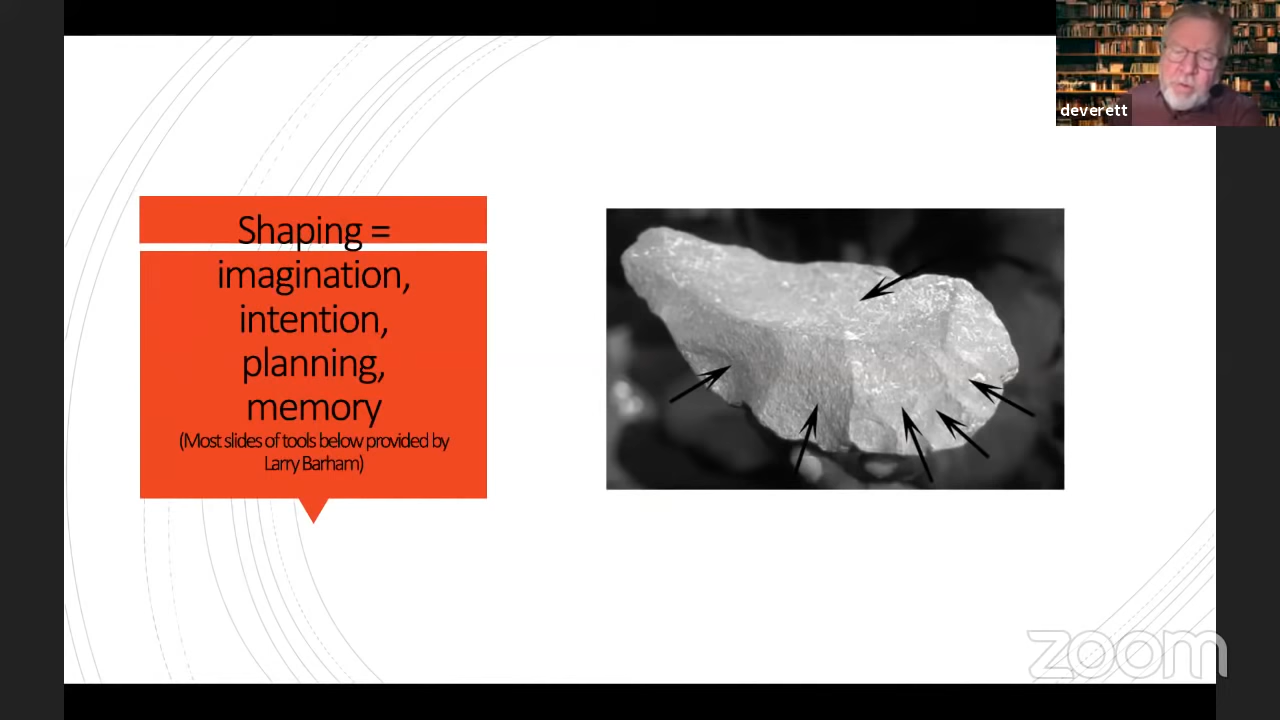 deverett
Shaping =
imagination,
intention,
planning,
memory
(Most slides of tools below provided by
Larry Barham)
zoom